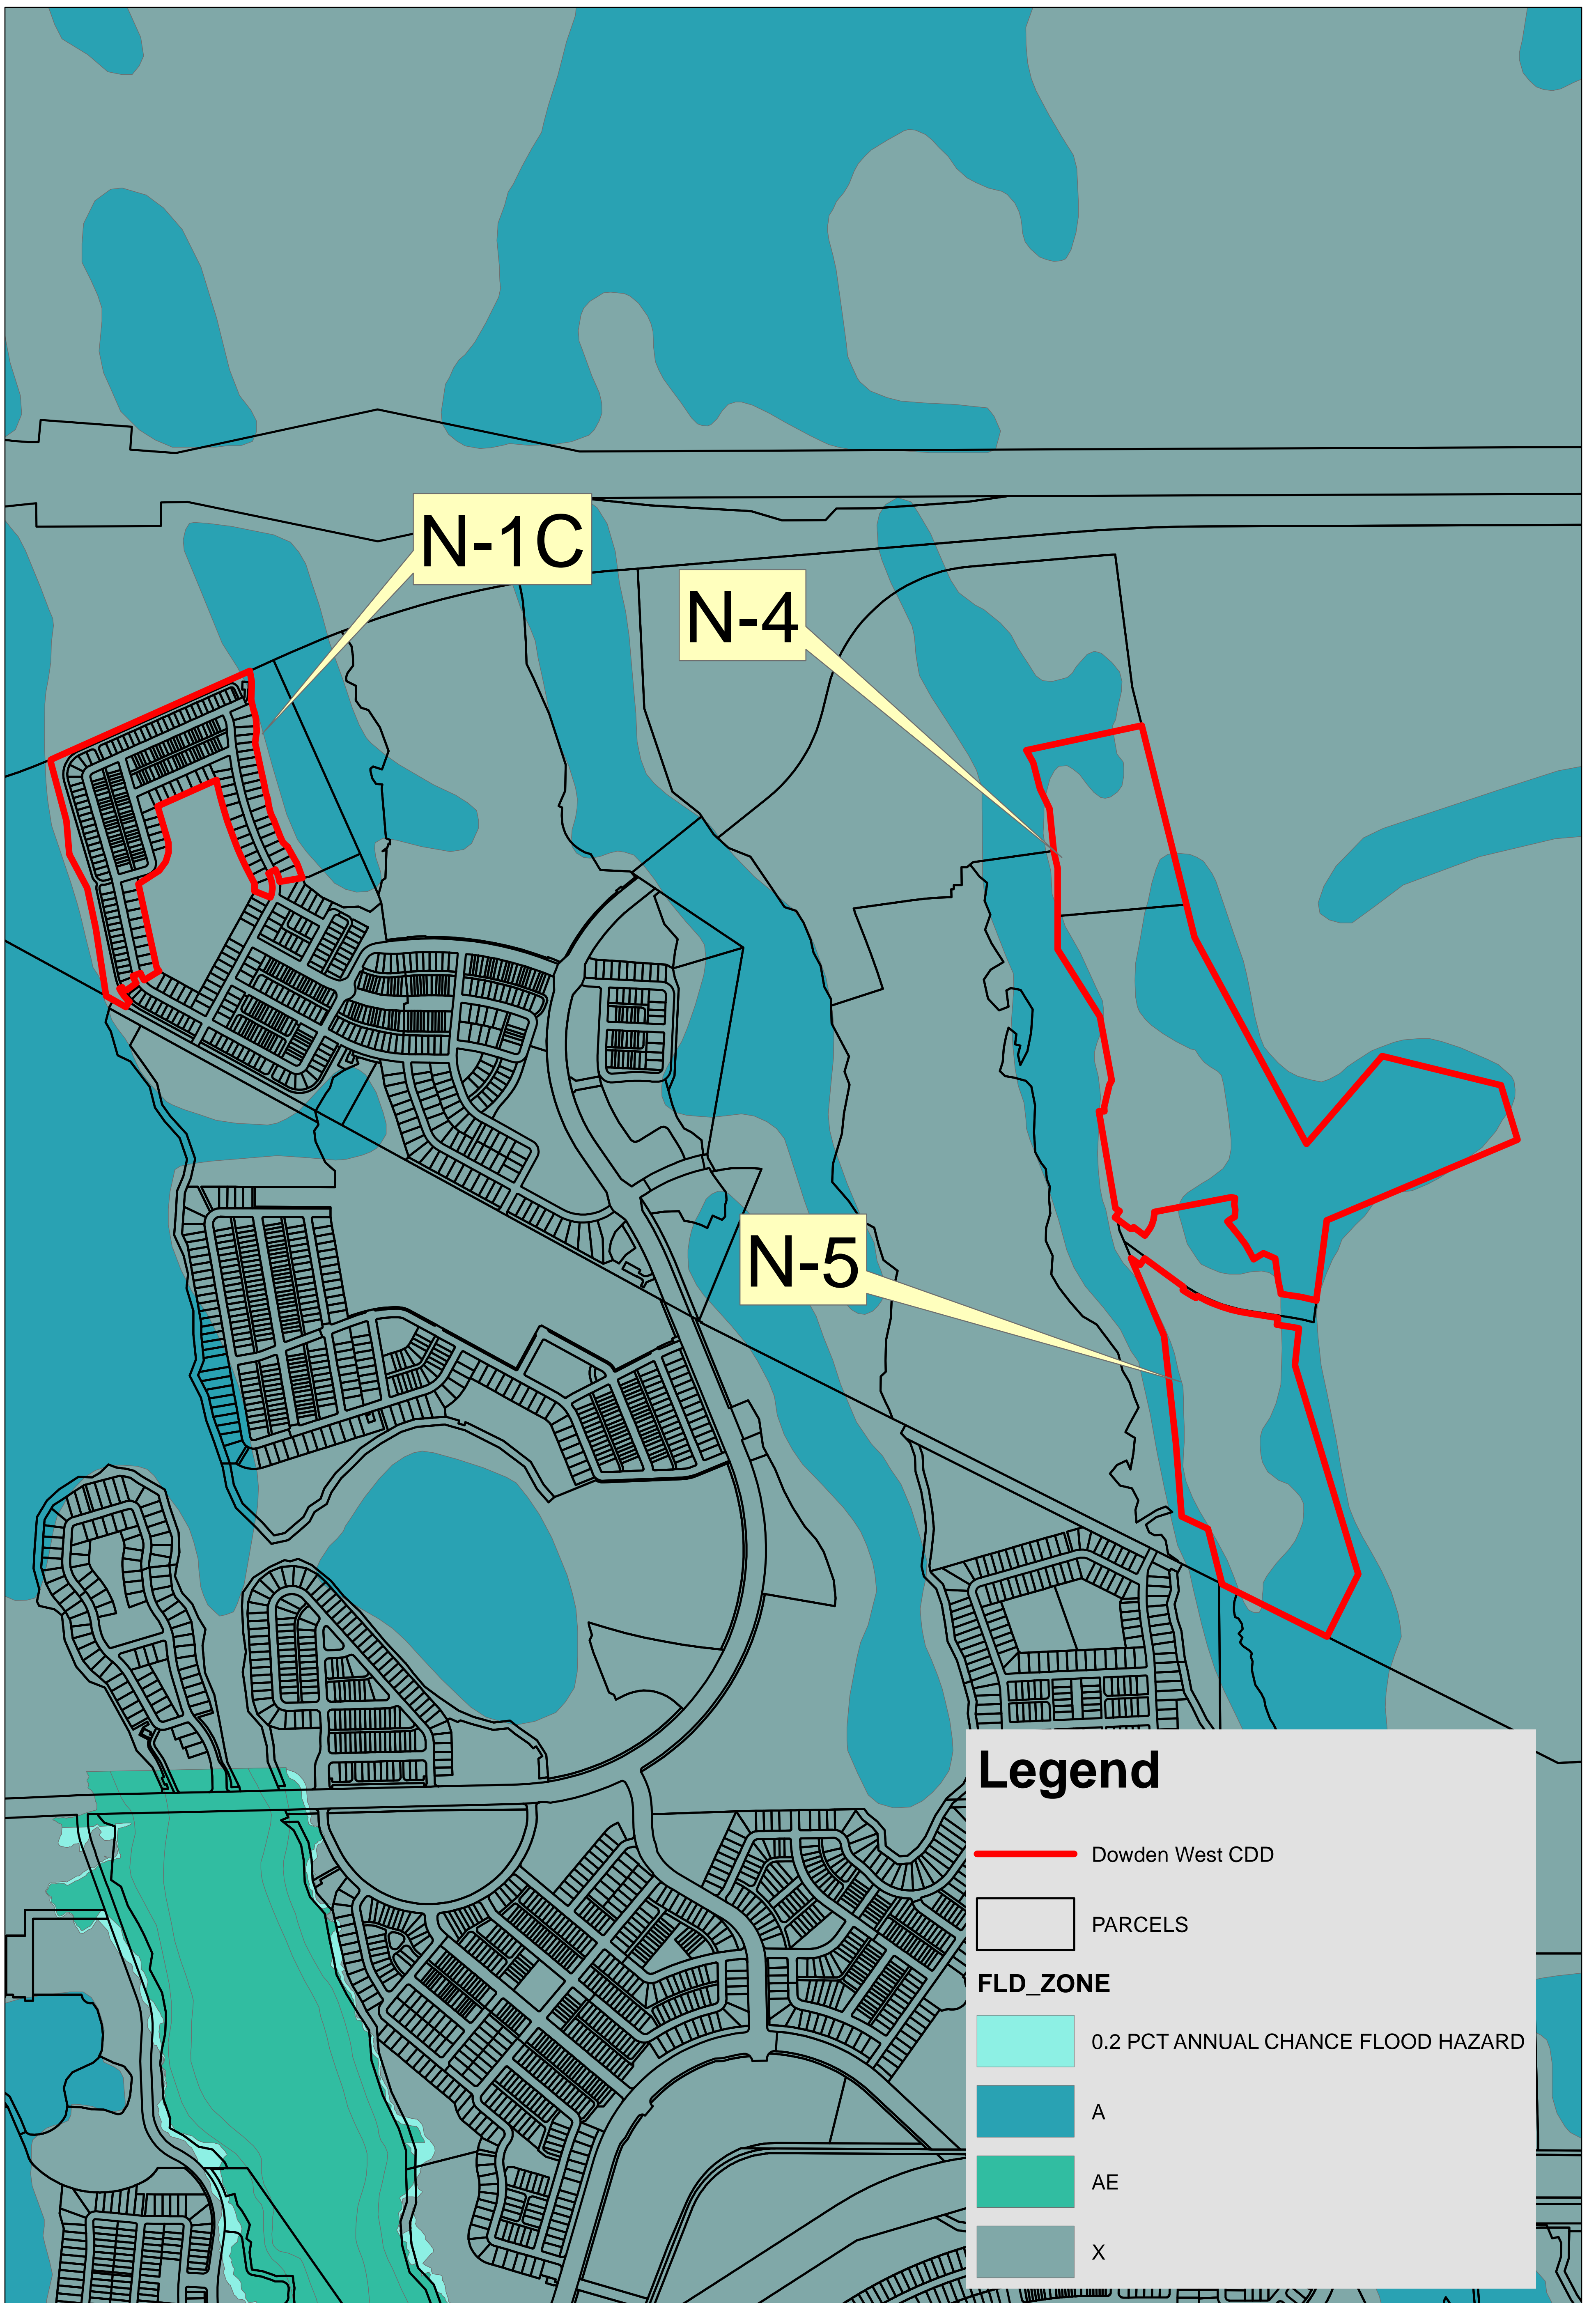 N-1C
N-4
N-5
Legend
Dowden West CDD
PARCELS
FLD_ZONE
0.2 PCT ANNUAL CHANCE FLOOD HAZARD
A
AE
X